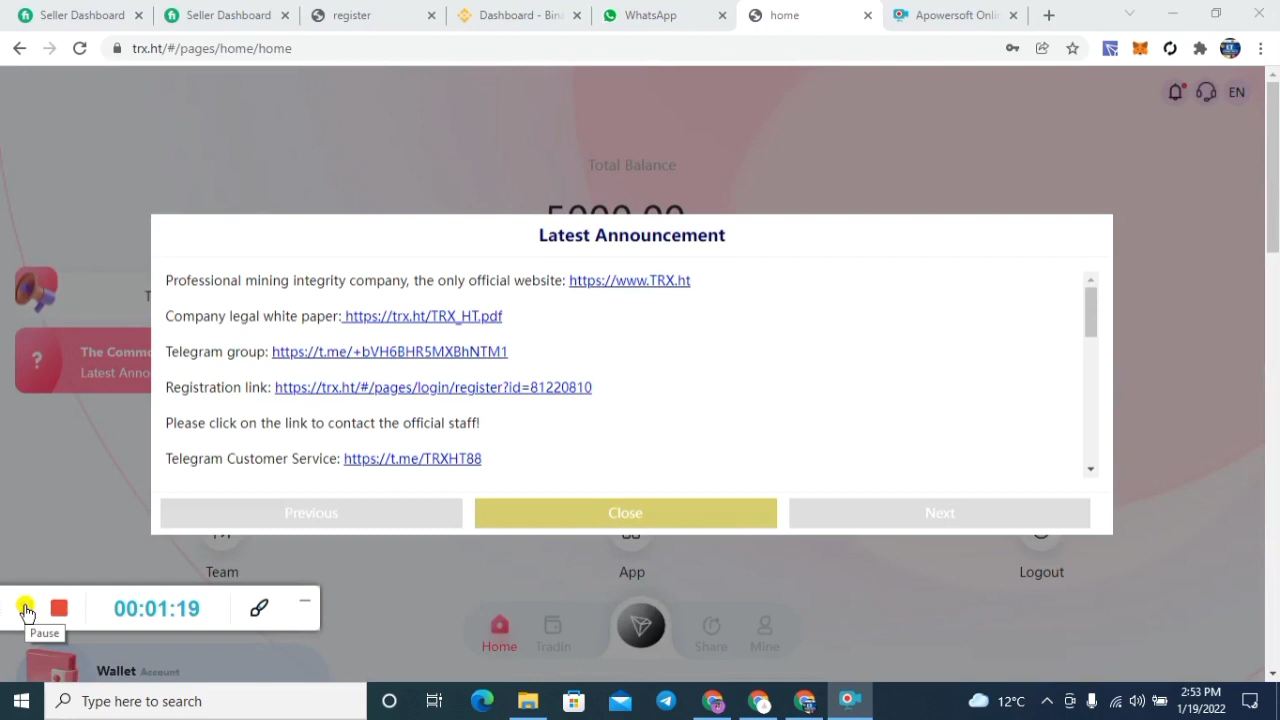 Seller Dashboard
Seller Dashboard
register
Dashboard - Bina
WhatsApp
home
Apowersoft Onli
trx.ht/#/pages/home/home
EN
Total Balance
5000.00
Latest Announcement
Professional mining integrity company, the only official website: https://www.TRX.ht
Company legal white paper: https://trx.ht/TRX_HT.pdf
Telegram group: https://t.me/+bVH6BHR5MXBhNTM1
Registration link: https://trx.ht/#/pages/login/register?id=81220810
Please click on the link to contact the official staff!
Telegram Customer Service: https://t.me/TRXHT88
Previous
Close
Next
T
?
The Commo
Latest Anno
Team
App
Logout
00:01:19
Pause
Home
Tradin
Share
Mine
Wallet Account
Type here to search
12°C
2:53 PM
1/19/2022